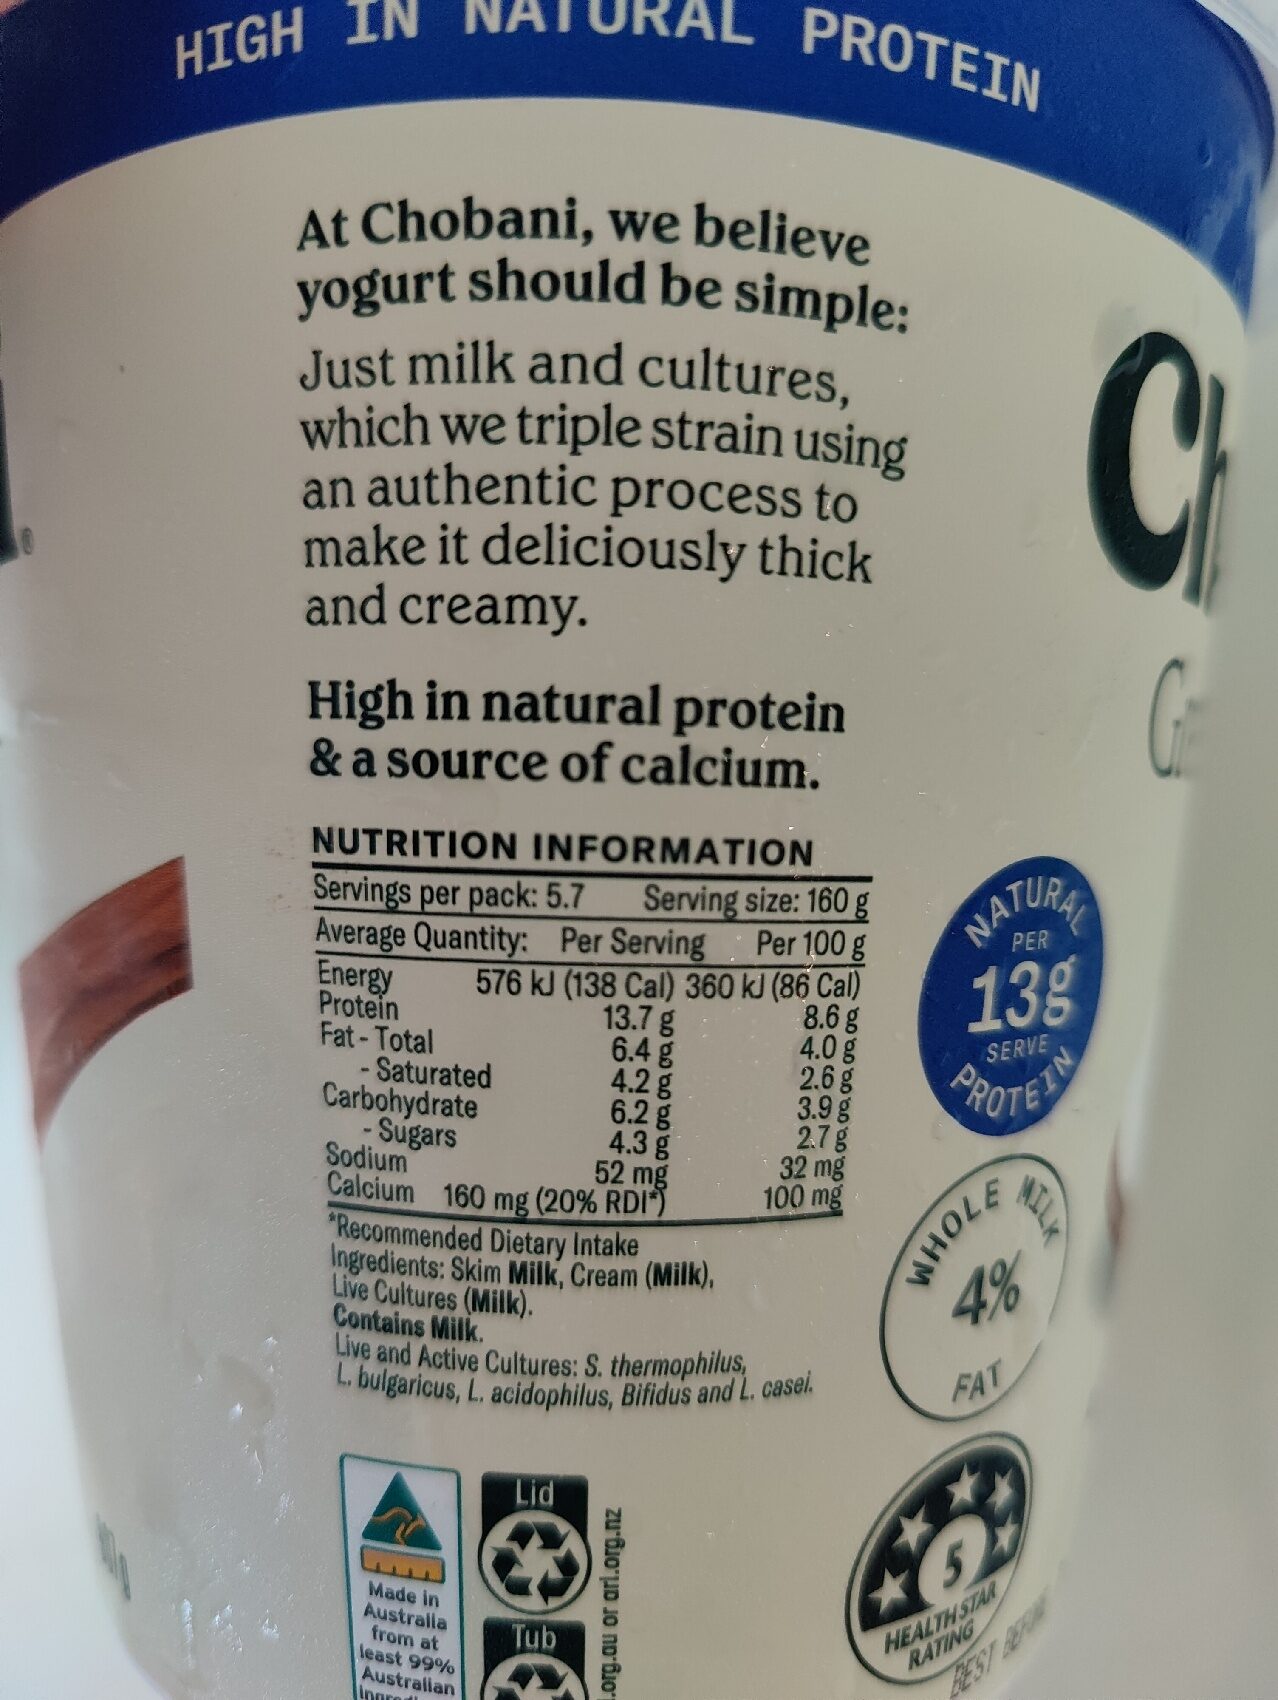 HIGH IN NATURAL PROTEIN
At Chobani, we believe
yogurt should be simple:
Just milk and cultures,
which we triple strain using
an authentic process to
make it deliciously thick
and creamy.
High in natural protein
& a source of calcium.
NUTRITION INFORMATION
Servings per pack: 5.7 Serving size: 160 g
Average Quantity: Per Serving Per 100 g
Energy 576 kJ (138 Cal) 360 kJ (86 Cal)
Protein 13.7 g 8.6 g
Fat - Total 6.4 g 4.0 g
- Saturated 4.2 g 2.6 g
Carbohydrate 6.2 g 3.9 g
- Sugars 4.3 g 2.7 g
Sodium 52 mg 32 mg
Calcium 160 mg (20% RDI*) 100 mg
*Recommended Dietary Intake
Ingredients: Skim Milk, Cream (Milk),
Live Cultures (Milk).
Contains Milk.
Live and Active Cultures: S. thermophilus,
L. bulgaricus, L. acidophilus, Bifidus and L. casei.
Made in
Australia
from at
least 99%
Australian
Lid
Tub
.org.au or arl.org.nz
Ch
NATURAL
PER
13g
SERVE
PROTEIN
WHOLE MILK
4%
FAT
5
HEALTH STAR
RATING
BEST